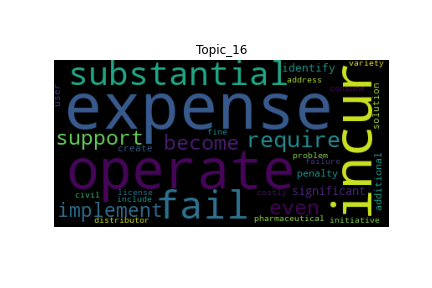 Topic_16
substantial
identify
variety
address
user
expense
incur
solution
support
become
fine
require
create
problem
operate
failure
penalty
additional
costly
significant
civil
license
include
implement
fail
even
distributor
pharmaceutical
initiative